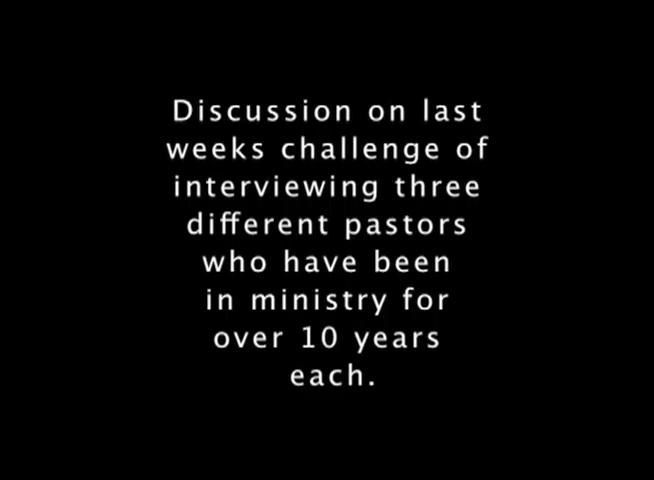 Discussion on last
weeks challenge of
interviewing three
different pastors
who have been
in ministry for
over 10 years
each.